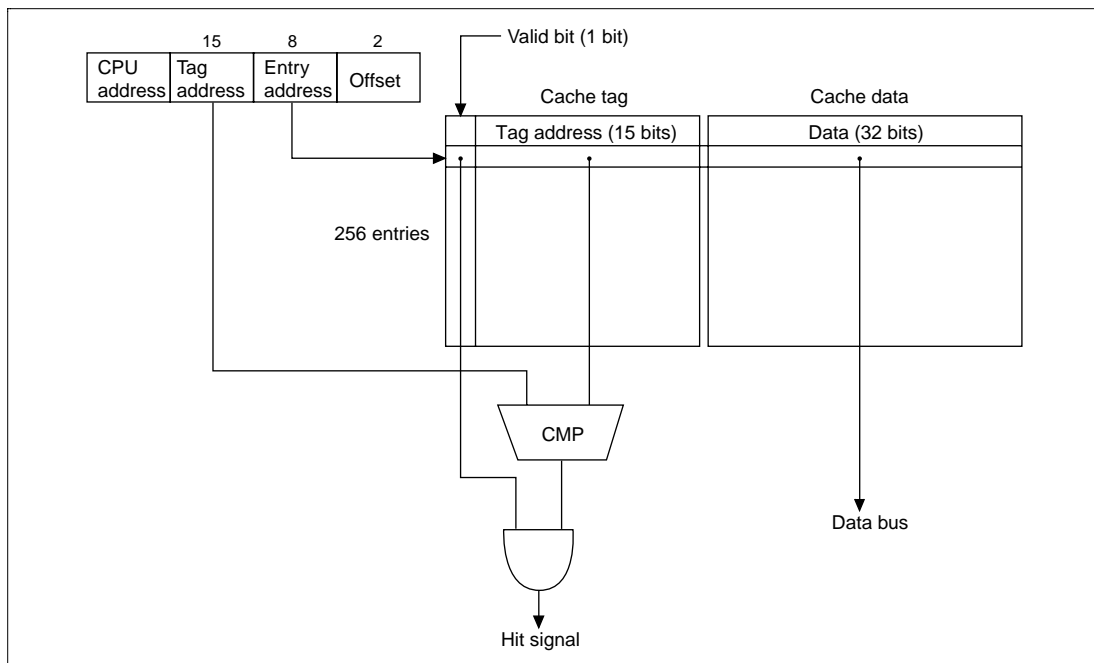 15 8 2
Valid bit (1 bit)
CPU address
Tag address
Entry address
Offset
Cache tag
Cache data
Tag address (15 bits)
Data (32 bits)
256 entries
CMP
Data bus
Hit signal